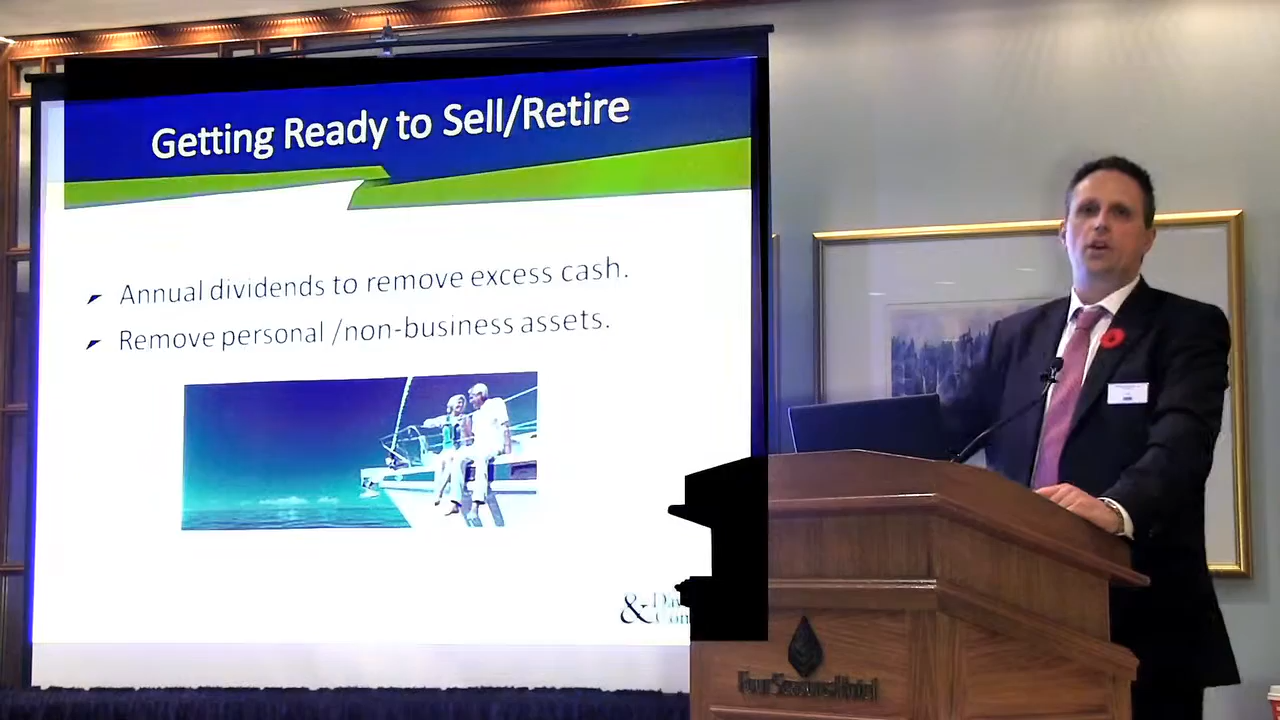 Getting Ready to Sell/Retire
Annual dividends to remove excess cash.
Remove personal /non-business assets.
&
Four Seasons Hotel